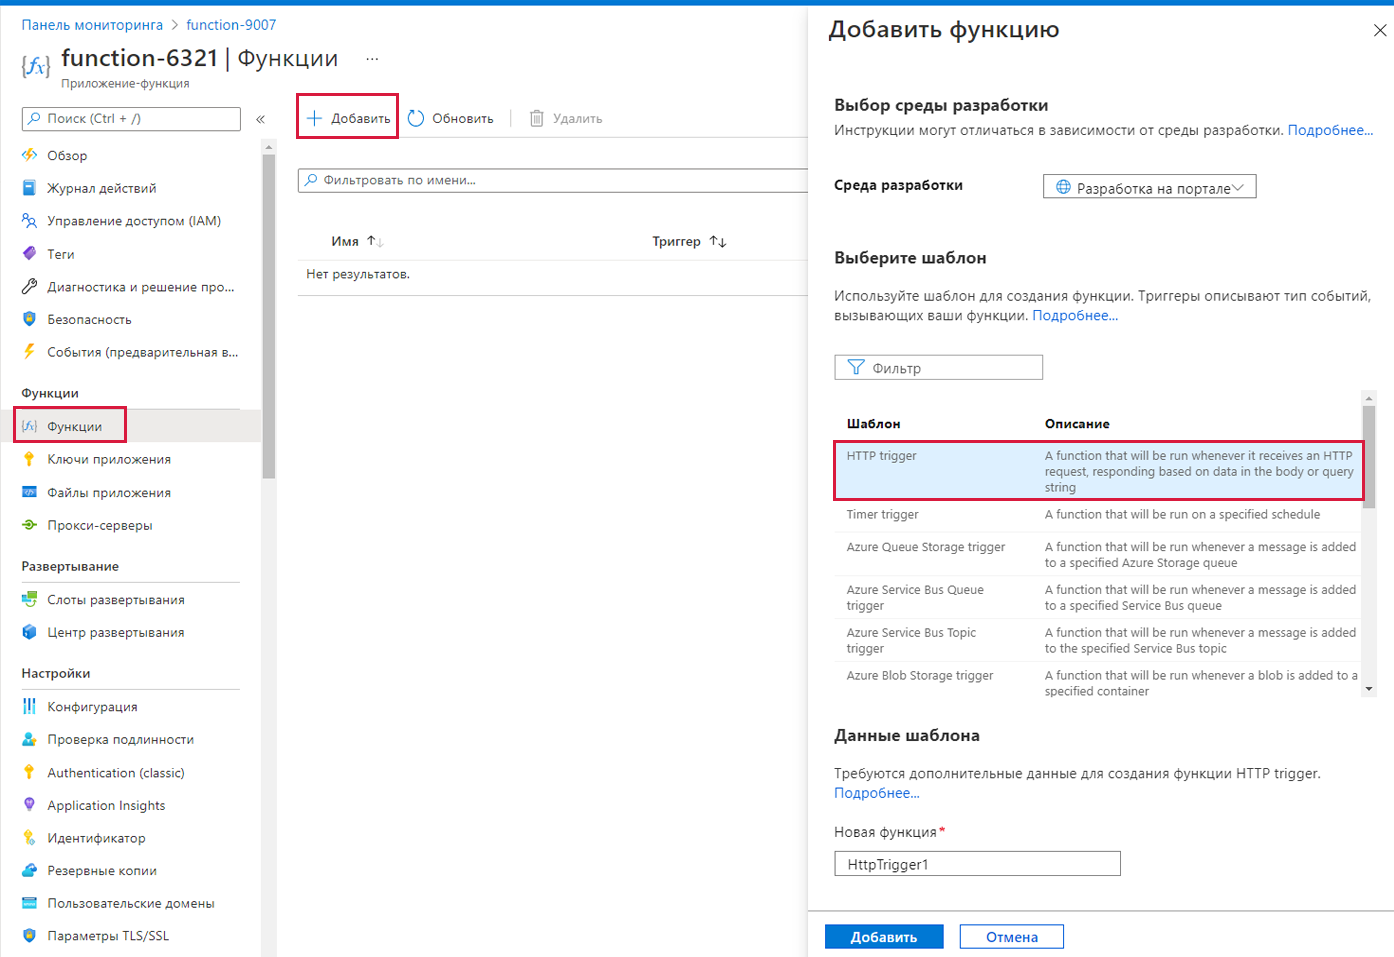 Панель мониторинга > function-9007
function-6321 | Функции ...
Приложение-функция
Поиск (Ctrl + /)
«
Обзор
Журнал действий
Управление доступом (IAM)
Теги
Диагностика и решение про...
Безопасность
События (предварительная в...
Функции
Функции
Ключи приложения
Файлы приложения
Прокси-серверы
Развертывание
Слоты развертывания
Центр развертывания
Настройки
Конфигурация
Проверка подлинности
Authentication (classic)
Application Insights
Идентификатор
Резервные копии
Пользовательские домены
Параметры TLS/SSL
Добавить Обновить Удалить
Фильтровать по имени...
Имя ↑↓ Триггер ↑↓
Нет результатов.
Добавить функцию
Выбор среды разработки
Инструкции могут отличаться в зависимости от среды разработки. Подробнее...
Среда разработки Разработка на портале
Выберите шаблон
Используйте шаблон для создания функции. Триггеры описывают тип событий,
вызывающих ваши функции. Подробнее...
Фильтр
Шаблон Описание
HTTP trigger A function that will be run whenever it receives an HTTP
request, responding based on data in the body or query
string
Timer trigger A function that will be run on a specified schedule
Azure Queue Storage trigger A function that will be run whenever a message is added
to a specified Azure Storage queue
Azure Service Bus Queue A function that will be run whenever a message is added
trigger to a specified Service Bus queue
Azure Service Bus Topic A function that will be run whenever a message is added
trigger to the specified Service Bus topic
Azure Blob Storage trigger A function that will be run whenever a blob is added to a
specified container
Данные шаблона
Требуются дополнительные данные для создания функции HTTP trigger.
Подробнее...
Новая функция*
HttpTrigger1
Добавить Отмена